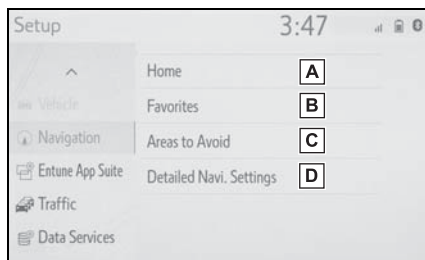 Setup 3:47
Home A
Vehicle
Favorites B
Navigation
Areas to Avoid C
Entune App Suite
Detailed Navi. Settings D
Traffic
Data Services